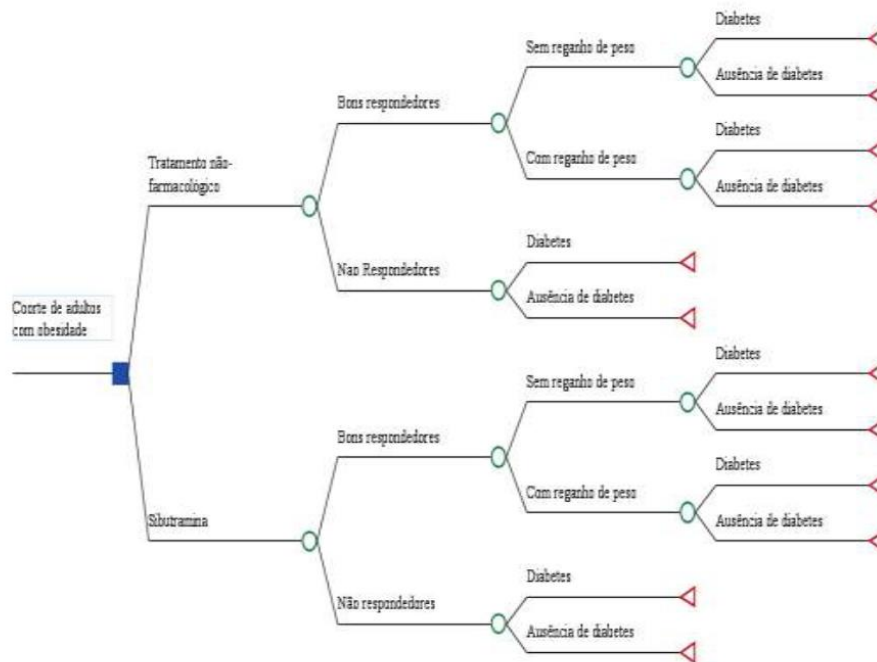 Diabetes
Sem reganho de peso
Ausência de diabetes
Bons respondedores
Diabetes
Com reganho de peso
Ausência de diabetes
Tratamento não-
farmacológico
Diabetes
Nao Respondedores
Ausência de diabetes
Coorte de adultos
com obesidade
Diabetes
Sem reganho de peso
Ausência de diabetes
Bons respondedores
Diabetes
Com reganho de peso
Ausência de diabetes
Sibutramina
Diabetes
Não respondedores
Ausência de diabetes